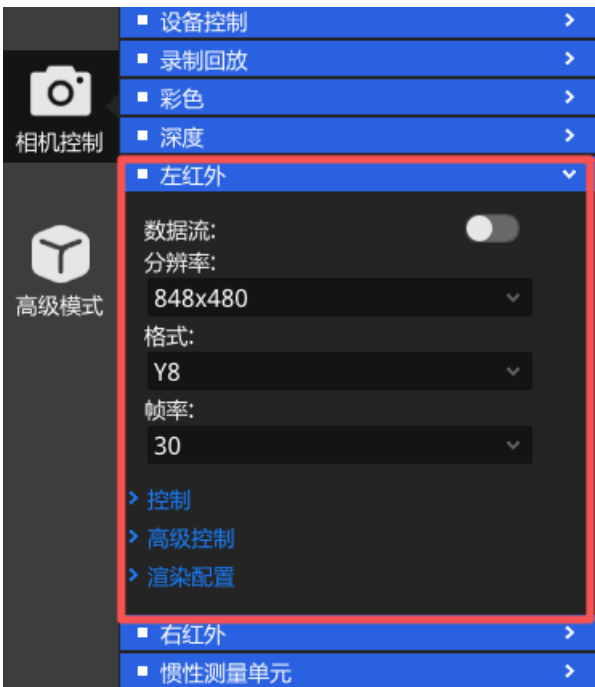 设备控制
录制回放
彩色
相机控制
深度
左红外
数据流:
分辨率:
848x480
高级模式
格式:
Y8
帧率:
30
控制
高级控制
渲染配置
右红外
惯性测量单元